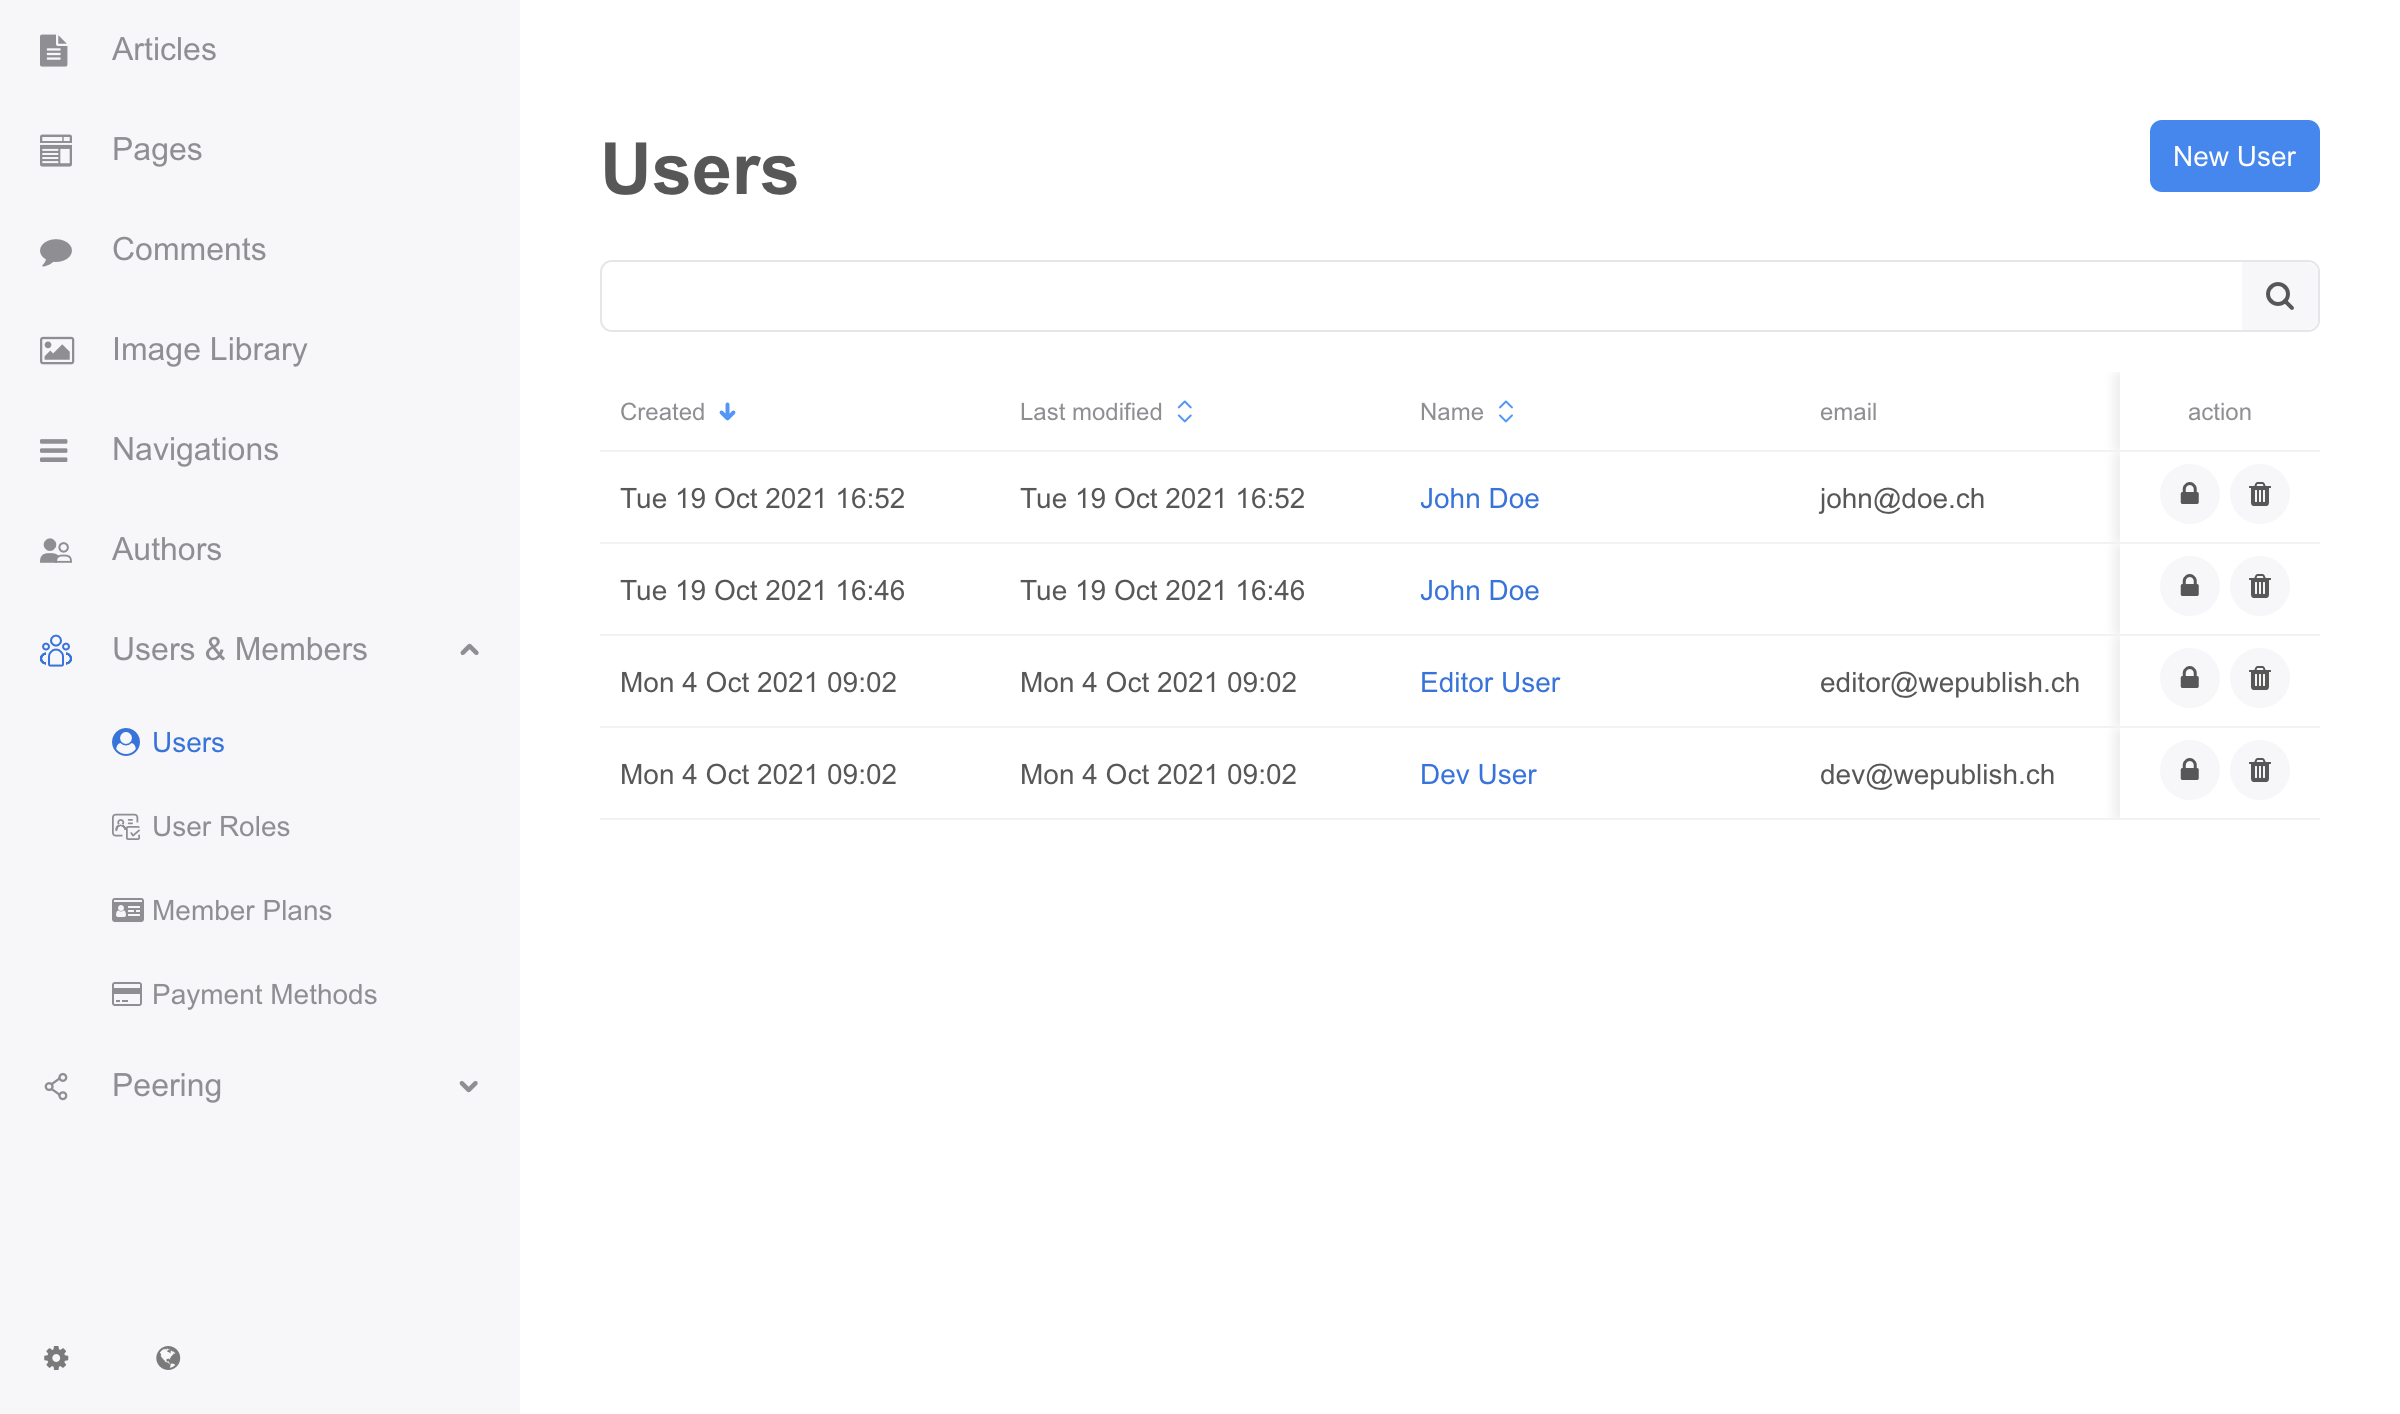 Articles
Pages
Comments
Image Library
Navigations
Authors
Users & Members
Users
User Roles
Member Plans
Payment Methods
Peering
Users
New User
Created Last modified Name email action
Tue 19 Oct 2021 16:52 Tue 19 Oct 2021 16:52 John Doe john@doe.ch
Tue 19 Oct 2021 16:46 Tue 19 Oct 2021 16:46 John Doe
Mon 4 Oct 2021 09:02 Mon 4 Oct 2021 09:02 Editor User editor@wepublish.ch
Mon 4 Oct 2021 09:02 Mon 4 Oct 2021 09:02 Dev User dev@wepublish.ch